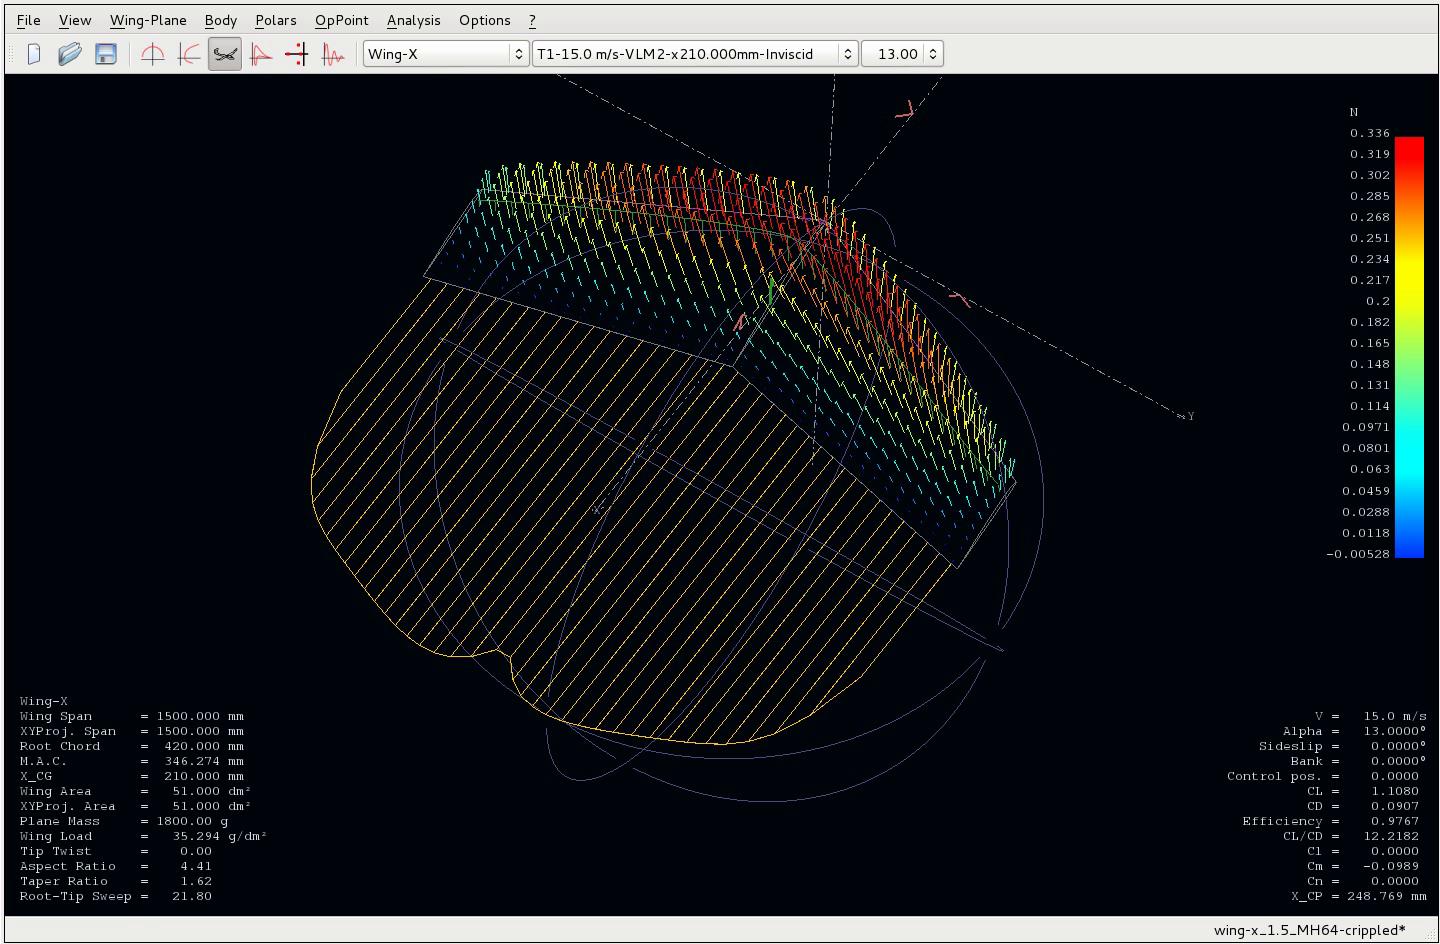 File View Wing-Plane Body Polars OpPoint Analysis Options ?
Wing-X T1-15.0 m/s-VLM2-x210.000mm-Inviscid 13.00
N
0.336
0.319
0.302
0.285
0.268
0.251
0.234
0.217
0.2
0.182
0.165
0.148
0.131
0.114
0.0971
0.0801
0.063
0.0459
0.0288
0.0118
-0.00528
Y
X
Wing-X
Wing Span = 1500.000 mm
XYProj. Span = 1500.000 mm
Root Chord = 420.000 mm
M.A.C. = 346.274 mm
X_CG = 210.000 mm
Wing Area = 51.000 dm²
XYProj. Area = 51.000 dm²
Plane Mass = 1800.00 g
Wing Load = 35.294 g/dm²
Tip Twist = 0.00
Aspect Ratio = 4.41
Taper Ratio = 1.62
Root-Tip Sweep = 21.80
V = 15.0 m/s
Alpha = 13.0000°
Sideslip = 0.0000°
Bank = 0.0000°
Control pos. = 0.0000
CL = 1.1080
CD = 0.0907
Efficiency = 0.9767
CL/CD = 12.2182
Cl = 0.0000
Cm = -0.0989
Cn = 0.0000
X_CP = 248.769 mm
wing-x_1.5_MH64-crippled*